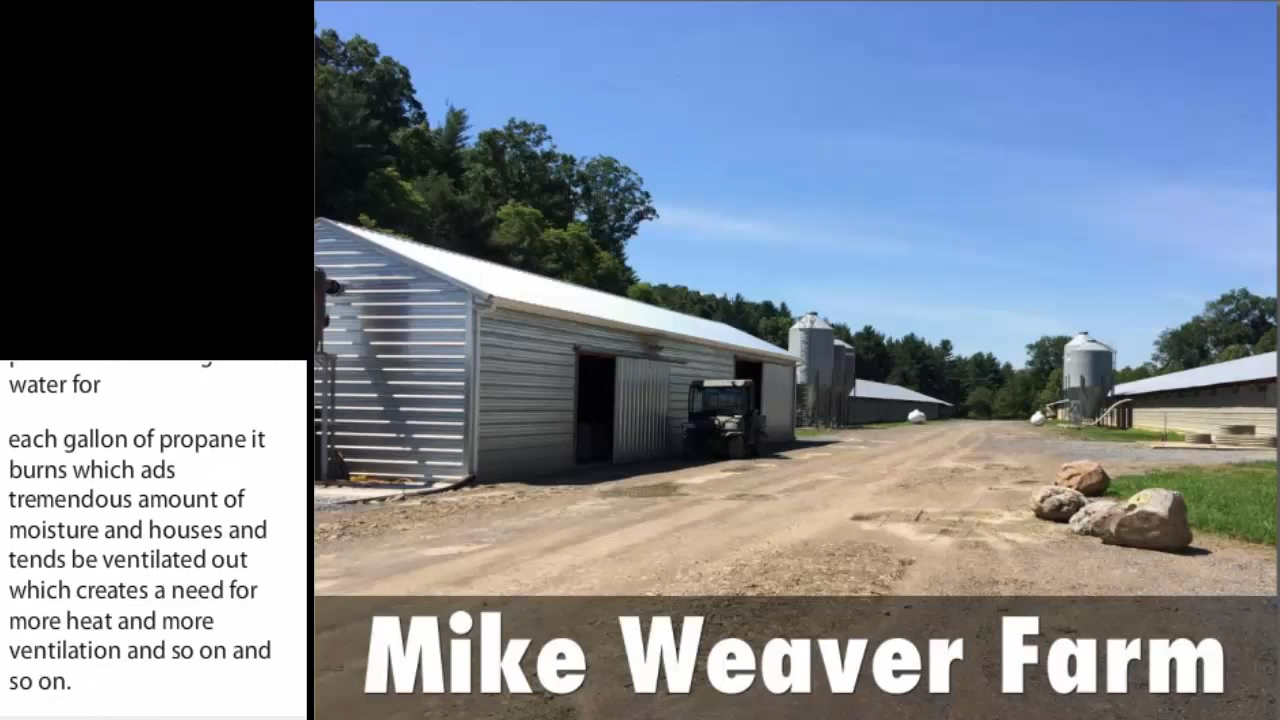 water for
each gallon of propane it
burns which ads
tremendous amount of
moisture and houses and
tends be ventilated out
which creates a need for
more heat and more
ventilation and so on and
so on.
Mike Weaver Farm